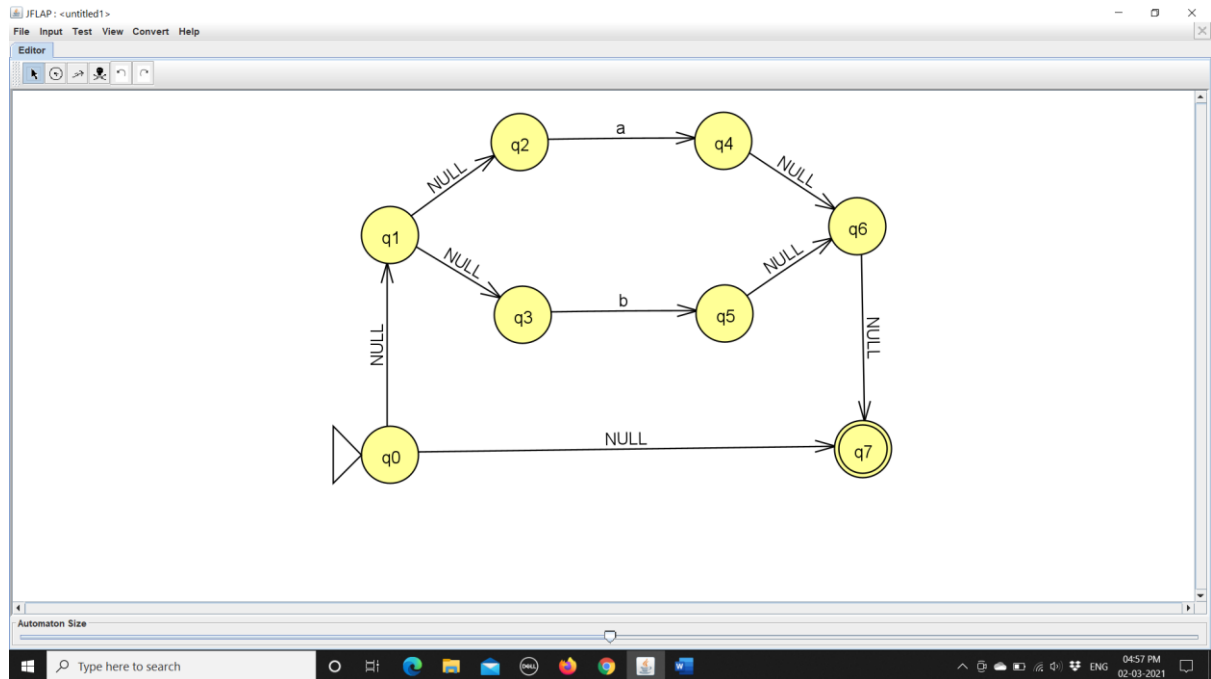 JFLAP : <untitled1>
File Input Test View Convert Help
Editor
q2
a
q4
NULL
NULL
q1
q6
NULL
NULL
q3
b
q5
NULL
NULL
q0
NULL
q7
Automaton Size
Type here to search
DELL
ENG
04:57 PM
02-03-2021